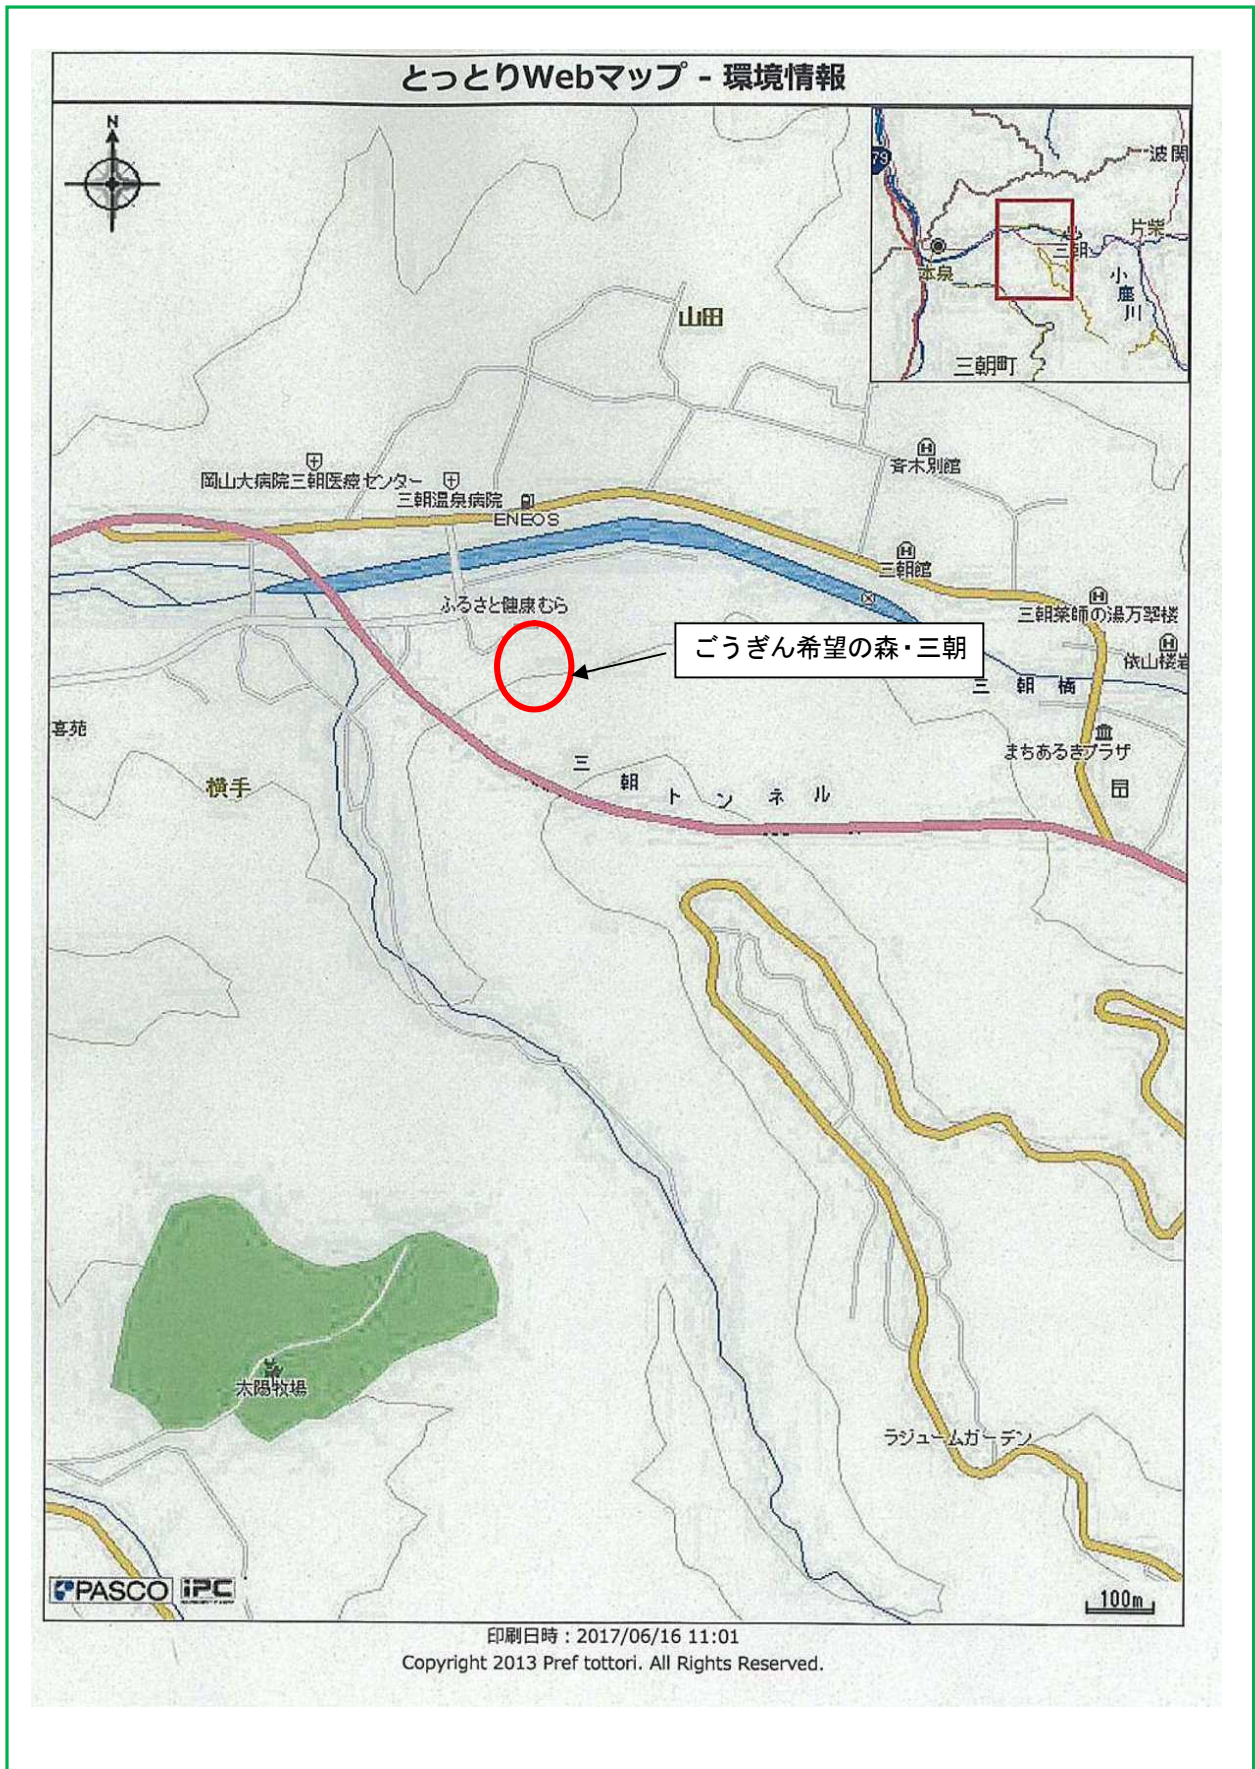 とっとりWebマップ - 環境情報
N
79
波関
片柴
三朝
本泉
小鹿川
三朝町
山田
斉木別館
岡山大病院三朝医療センター
三朝温泉病院
ENEOS
三朝館
ふるさと健康むら
三朝薬師の湯万翠楼
ごうぎん希望の森・三朝
依山楼岩
三朝橋
喜苑
まちあるきプラザ
横手
三朝トンネル
太陽牧場
ラジュームガーデン
PASCO iPC
100m
印刷日時：2017/06/16 11:01
Copyright 2013 Pref tottori. All Rights Reserved.